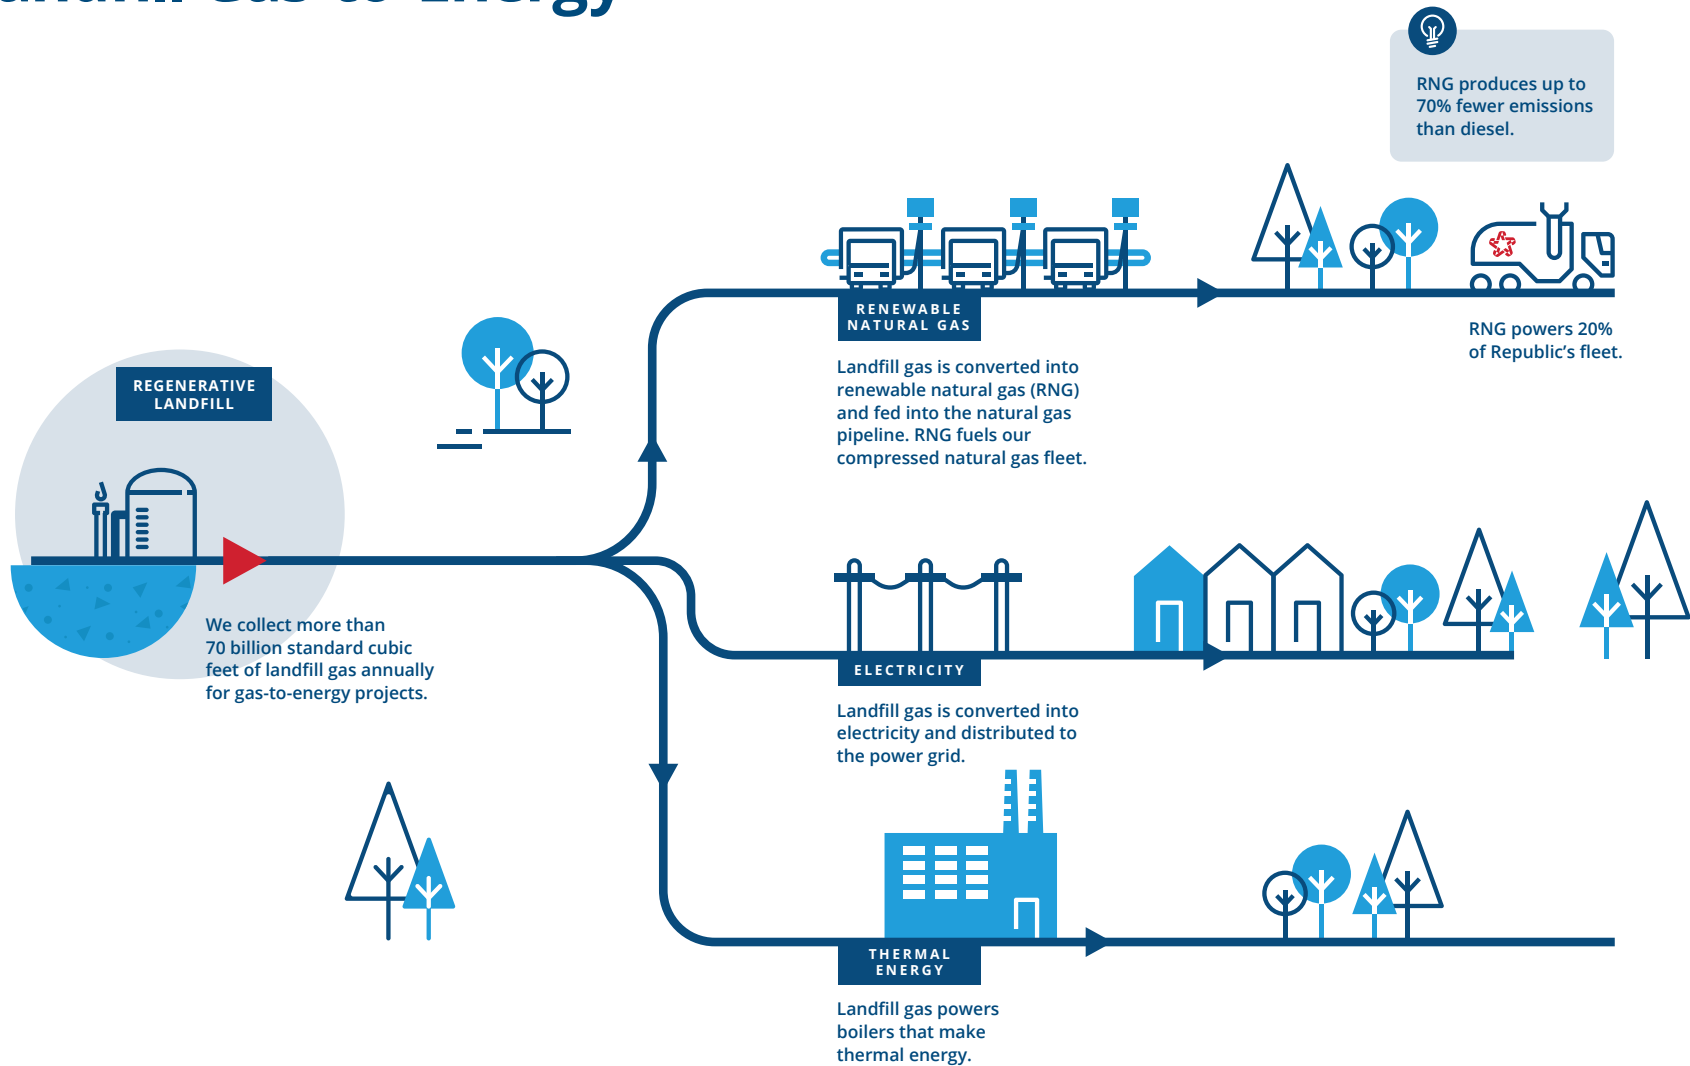 Gas-to-Energy
RNG produces up to
70% fewer emissions
than diesel.
RENEWABLE
NATURAL GAS
Landfill gas is converted into
renewable natural gas (RNG)
and fed into the natural gas
pipeline. RNG fuels our
compressed natural gas fleet.
RNG powers 20%
of Republic’s fleet.
REGENERATIVE
LANDFILL
We collect more than
70 billion standard cubic
feet of landfill gas annually
for gas-to-energy projects.
ELECTRICITY
Landfill gas is converted into
electricity and distributed to
the power grid.
THERMAL
ENERGY
Landfill gas powers
boilers that make
thermal energy.